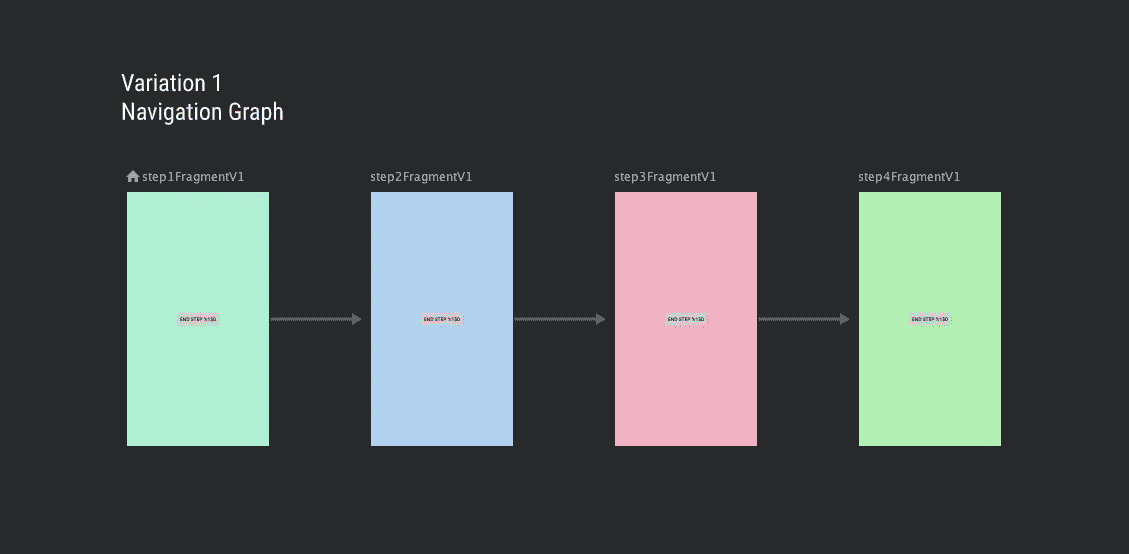 Variation 1
Navigation Graph
step1FragmentV1
step2FragmentV1
step3FragmentV1
step4FragmentV1
END STEP %1$D
END STEP %1$D
END STEP %1$D
END STEP %1$D